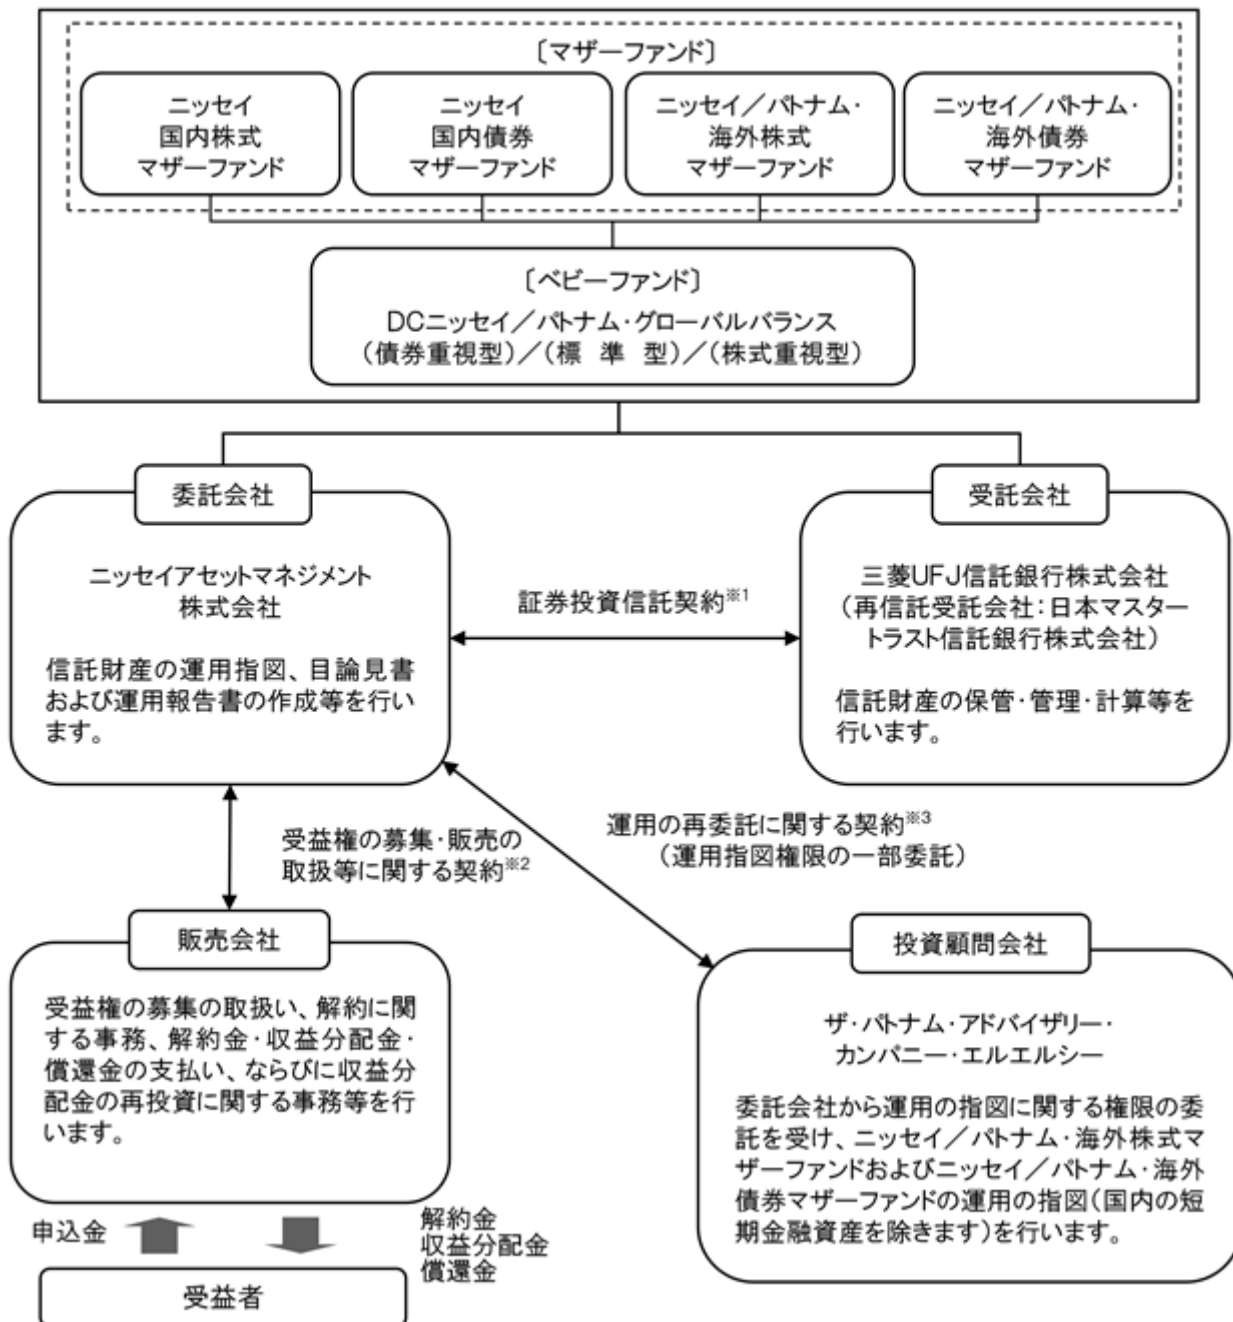 〔マザーファンド〕
ニッセイ
国内株式
マザーファンド
ニッセイ
国内債券
マザーファンド
ニッセイ／パトナム・
海外株式
マザーファンド
ニッセイ／パトナム・
海外債券
マザーファンド
〔ベビーファンド〕
DCニッセイ／パトナム・グローバルバランス
（債券重視型）／（標 準 型）／（株式重視型）
委託会社
ニッセイアセットマネジメント
株式会社
信託財産の運用指図、目論見書
および運用報告書の作成等を行い
ます。
証券投資信託契約※1
受託会社
三菱UFJ信託銀行株式会社
（再信託受託会社：日本マスター
トラスト信託銀行株式会社）
信託財産の保管・管理・計算等を
行います。
受益権の募集・販売の
取扱等に関する契約※2
運用の再委託に関する契約※3
（運用指図権限の一部委託）
販売会社
受益権の募集の取扱い、解約に関
する事務、解約金・収益分配金・
償還金の支払い、ならびに収益分
配金の再投資に関する事務等を行
います。
投資顧問会社
ザ・パトナム・アドバイザリー・
カンパニー・エルエルシー
委託会社から運用の指図に関する権限の委
託を受け、ニッセイ／パトナム・海外株式マ
ザーファンドおよびニッセイ／パトナム・海外
債券マザーファンドの運用の指図（国内の短
期金融資産を除きます）を行います。
申込金
解約金
収益分配金
償還金
受益者